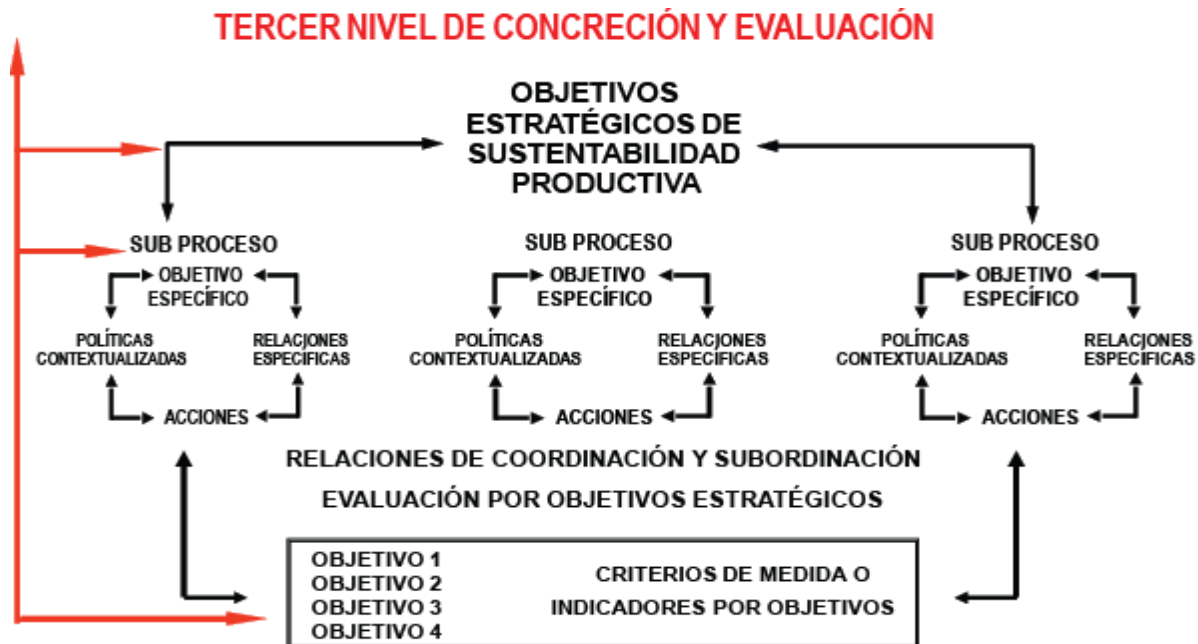 TERCER NIVEL DE CONCRECIÓN Y EVALUACIÓN
OBJETIVOS
ESTRATÉGICOS DE
SUSTENTABILIDAD
PRODUCTIVA
SUB PROCESO
OBJETIVO
ESPECÍFICO
POLÍTICAS
CONTEXTUALIZADAS
RELACIONES
ESPECÍFICAS
ACCIONES
SUB PROCESO
OBJETIVO
ESPECÍFICO
POLÍTICAS
CONTEXTUALIZADAS
RELACIONES
ESPECÍFICAS
ACCIONES
SUB PROCESO
OBJETIVO
ESPECÍFICO
POLÍTICAS
CONTEXTUALIZADAS
RELACIONES
ESPECÍFICAS
ACCIONES
RELACIONES DE COORDINACIÓN Y SUBORDINACIÓN
EVALUACIÓN POR OBJETIVOS ESTRATÉGICOS
OBJETIVO 1
OBJETIVO 2
OBJETIVO 3
OBJETIVO 4
CRITERIOS DE MEDIDA O
INDICADORES POR OBJETIVOS